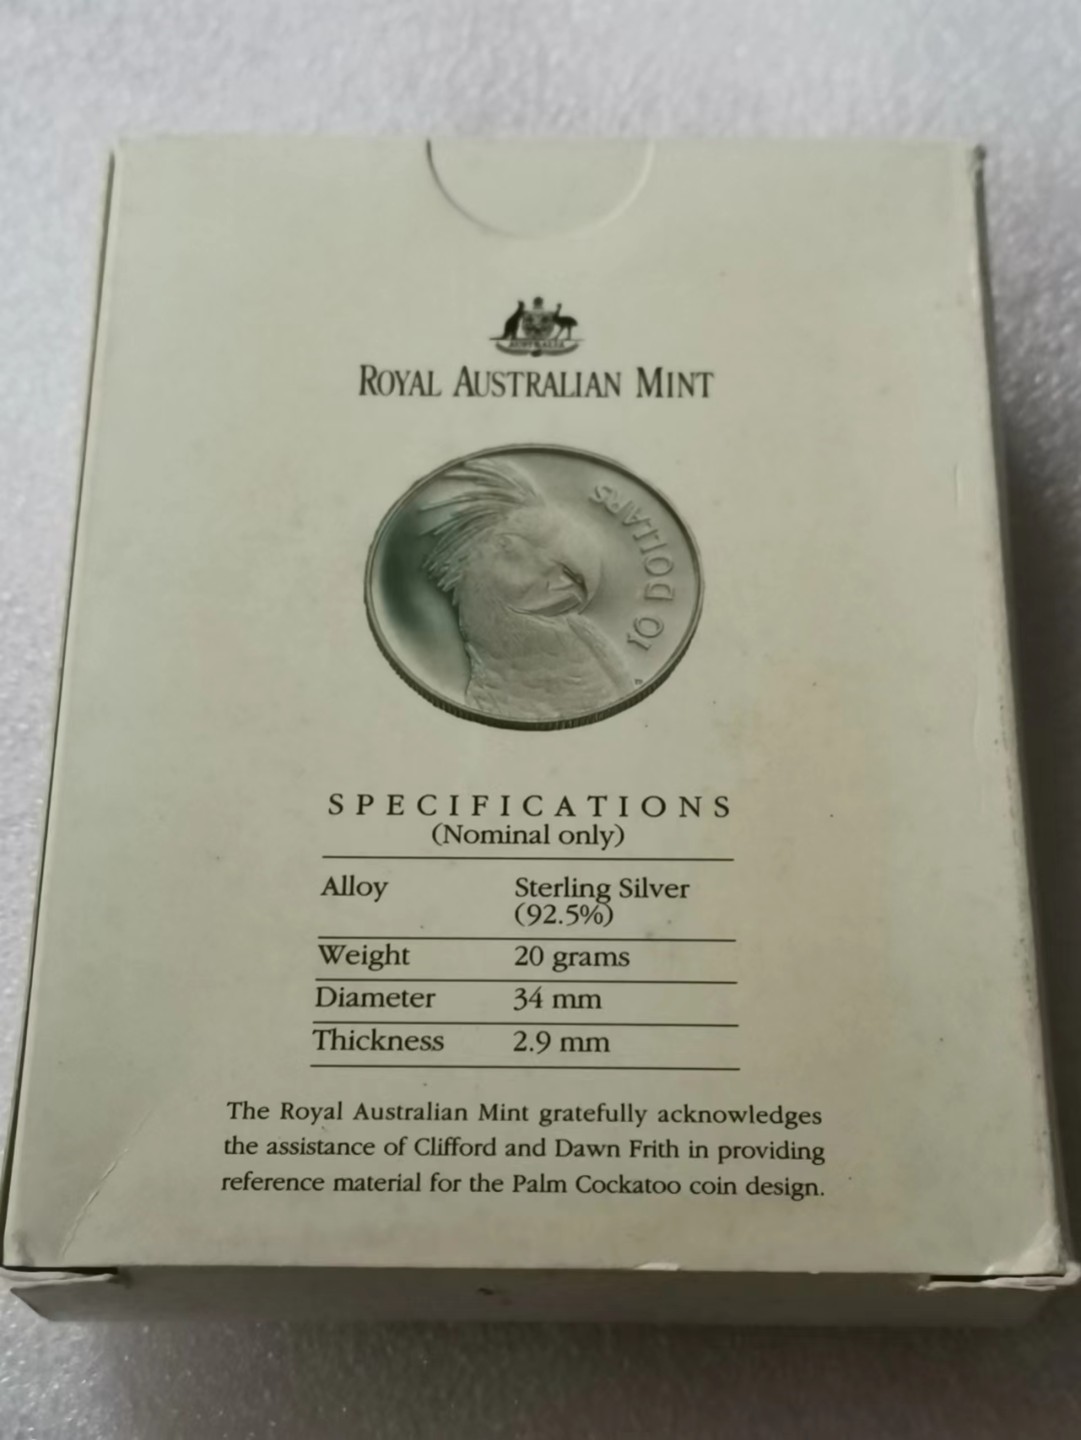 AUSTRALIA
ROYAL AUSTRALIAN MINT
10 DOLLARS
SPECIFICATIONS
(Nominal only)
Alloy Sterling Silver
(92.5%)
Weight 20 grams
Diameter 34 mm
Thickness 2.9 mm
The Royal Australian Mint gratefully acknowledges
the assistance of Clifford and Dawn Frith in providing
reference material for the Palm Cockatoo coin design.